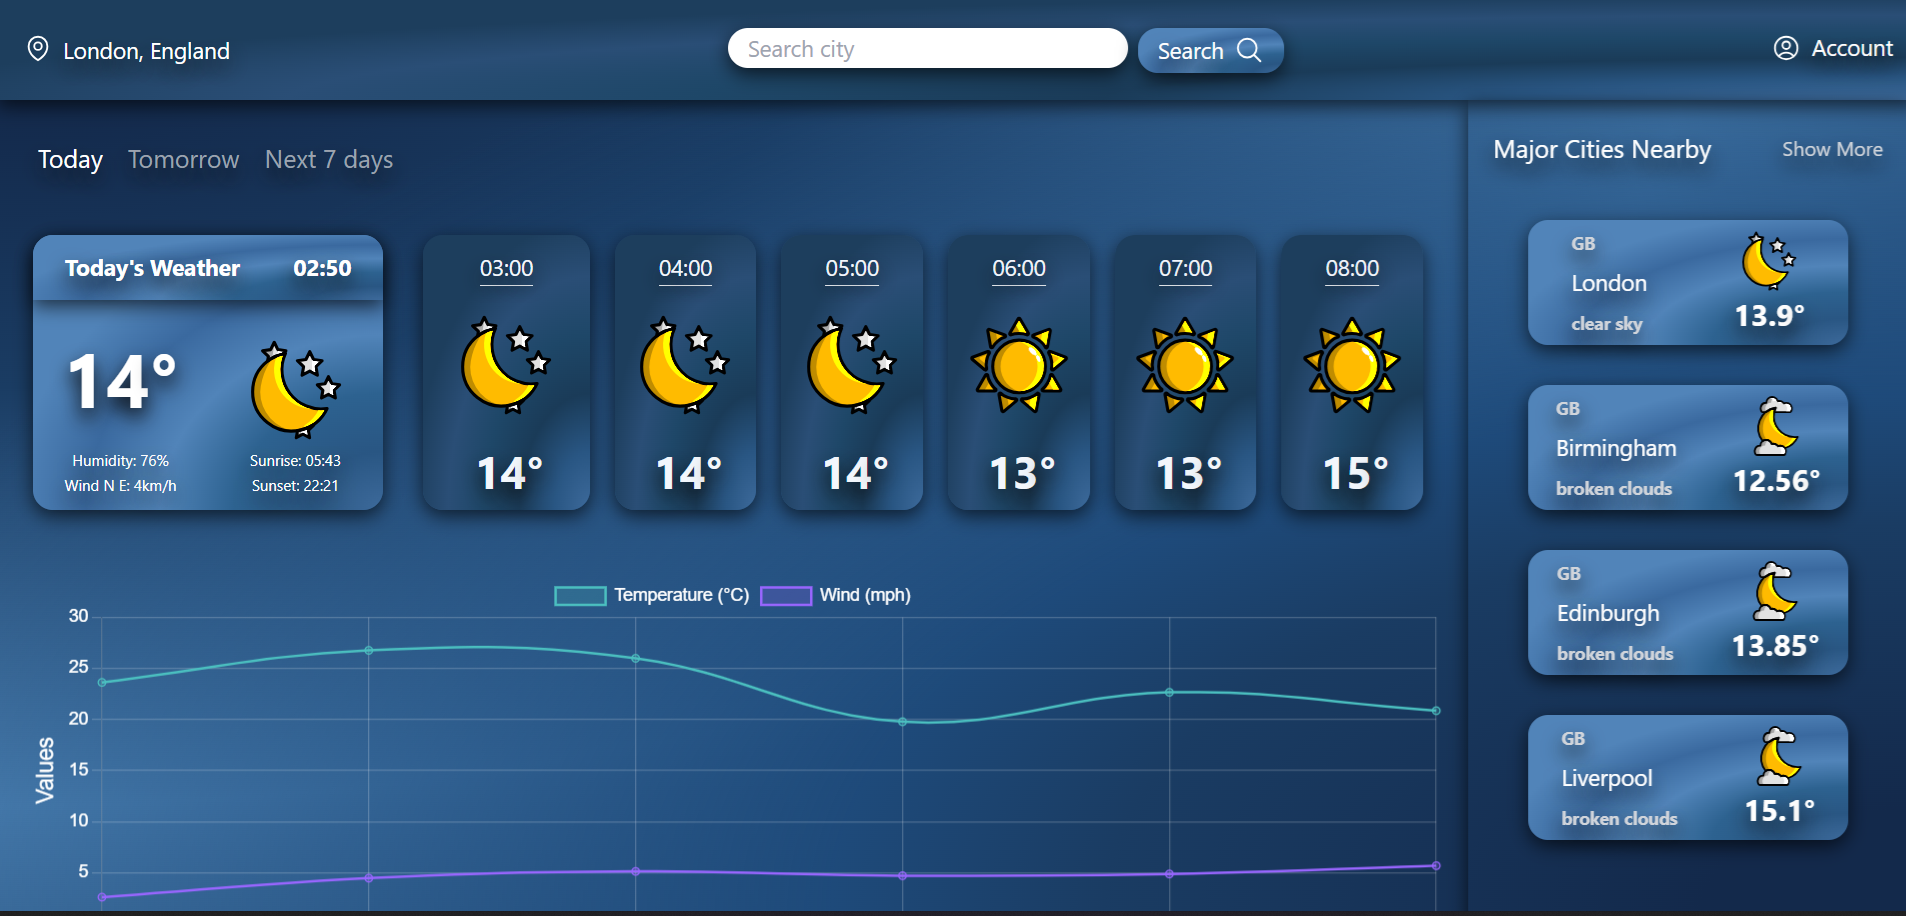 London, England
Search city
Search
Account
Today Tomorrow Next 7 days
Today's Weather 02:50
14°
Humidity: 76%
Wind N E: 4km/h
Sunrise: 05:43
Sunset: 22:21
03:00
14°
04:00
14°
05:00
14°
06:00
13°
07:00
13°
08:00
15°
Temperature (°C) Wind (mph)
Values
30
25
20
15
10
5
Major Cities Nearby Show More
GB
London
clear sky
13.9°
GB
Birmingham
broken clouds
12.56°
GB
Edinburgh
broken clouds
13.85°
GB
Liverpool
broken clouds
15.1°